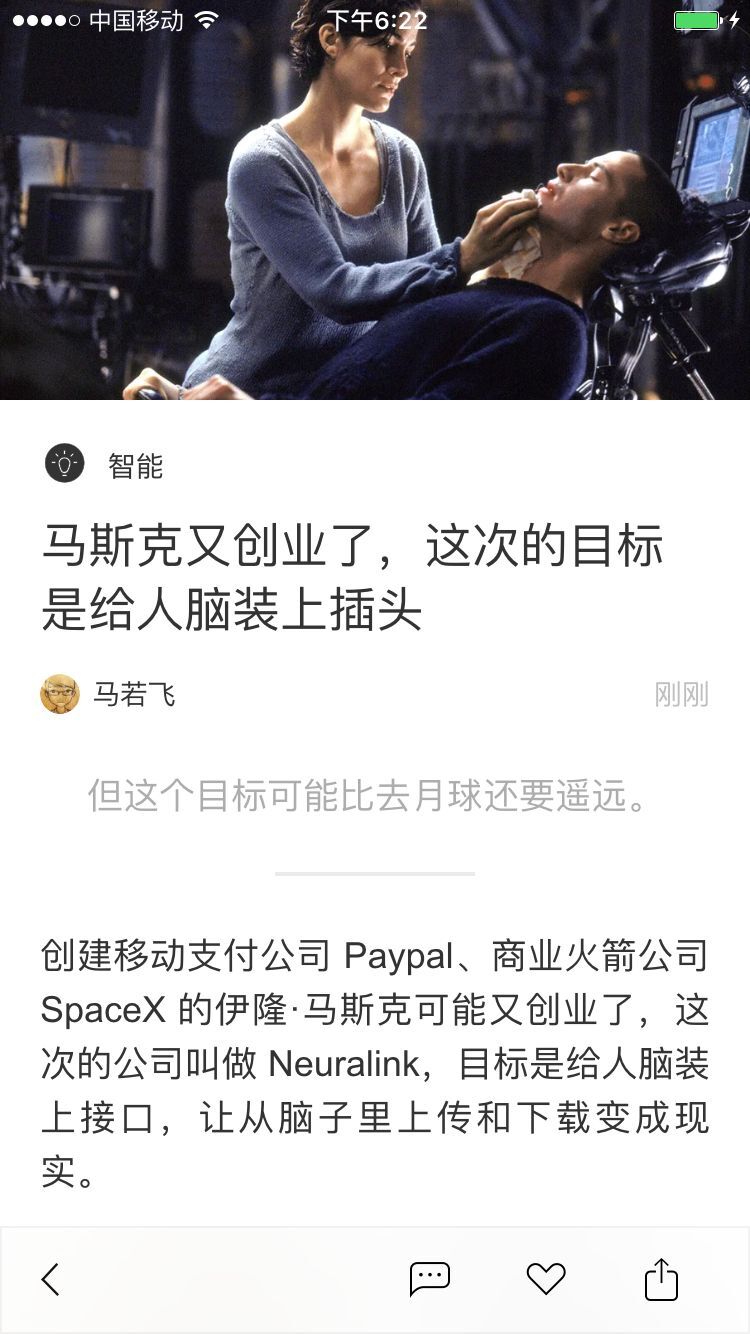 中国移动 下午6:22
智能
马斯克又创业了，这次的目标
是给人脑装上插头
马若飞 刚刚
但这个目标可能比去月球还要遥远。
创建移动支付公司 Paypal、商业火箭公司
SpaceX 的伊隆·马斯克可能又创业了，这
次的公司叫做 Neuralink，目标是给人脑装
上接口，让从脑子里上传和下载变成现
实。